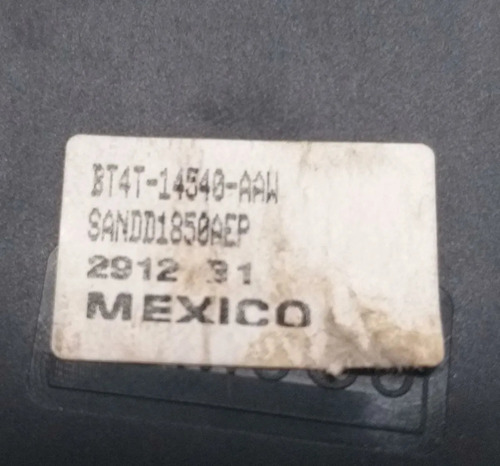 BT4T-14540-AAW
SANDD1850AEP
2912 31
MEXICO